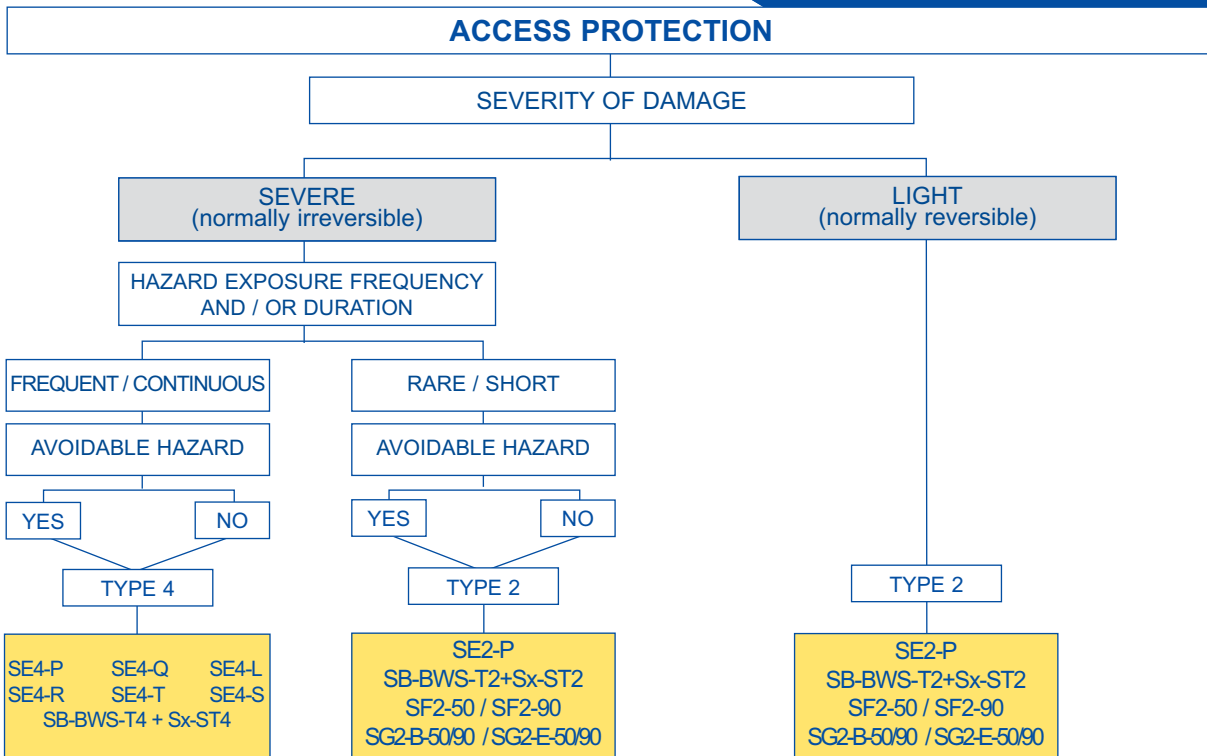 ACCESS PROTECTION
SEVERITY OF DAMAGE
SEVERE
(normally irreversible)
LIGHT
(normally reversible)
HAZARD EXPOSURE FREQUENCY
AND / OR DURATION
FREQUENT / CONTINUOUS
RARE / SHORT
AVOIDABLE HAZARD
AVOIDABLE HAZARD
YES
NO
YES
NO
TYPE 4
TYPE 2
TYPE 2
SE4-P SE4-Q SE4-L
SE4-R SE4-T SE4-S
SB-BWS-T4 + Sx-ST4
SE2-P
SB-BWS-T2+Sx-ST2
SF2-50 / SF2-90
SG2-B-50/90 / SG2-E-50/90
SE2-P
SB-BWS-T2+Sx-ST2
SF2-50 / SF2-90
SG2-B-50/90 / SG2-E-50/90